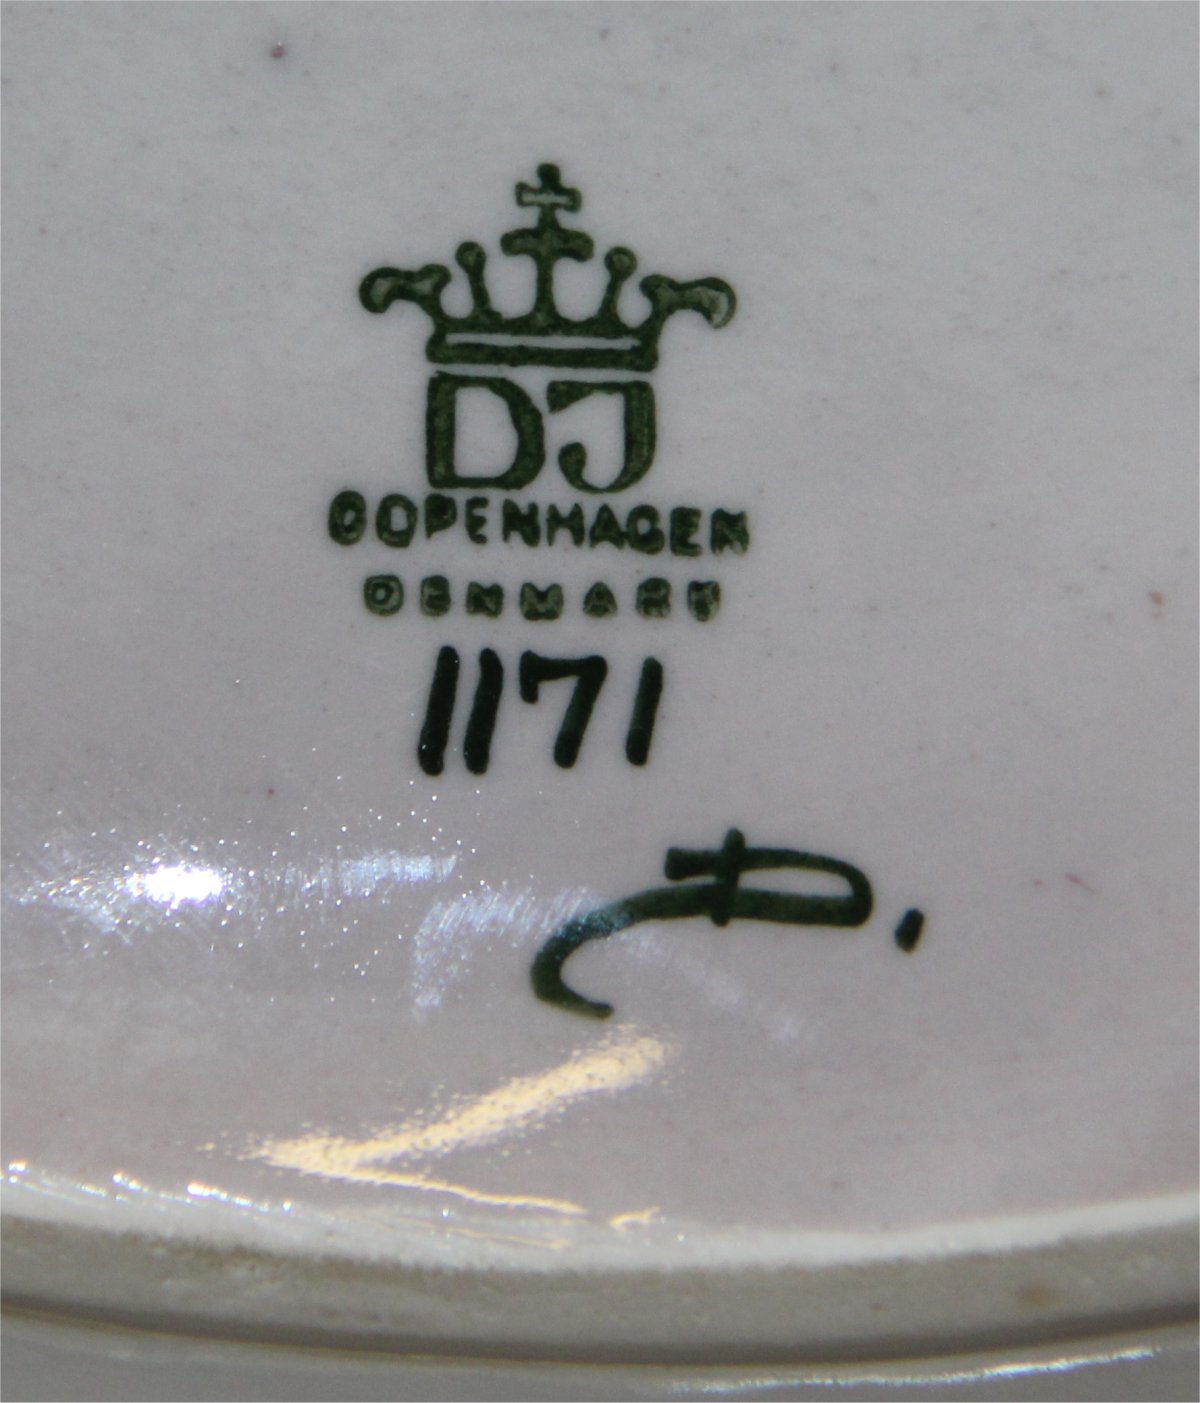 DJ
COPENHAGEN
DENMARK
1171